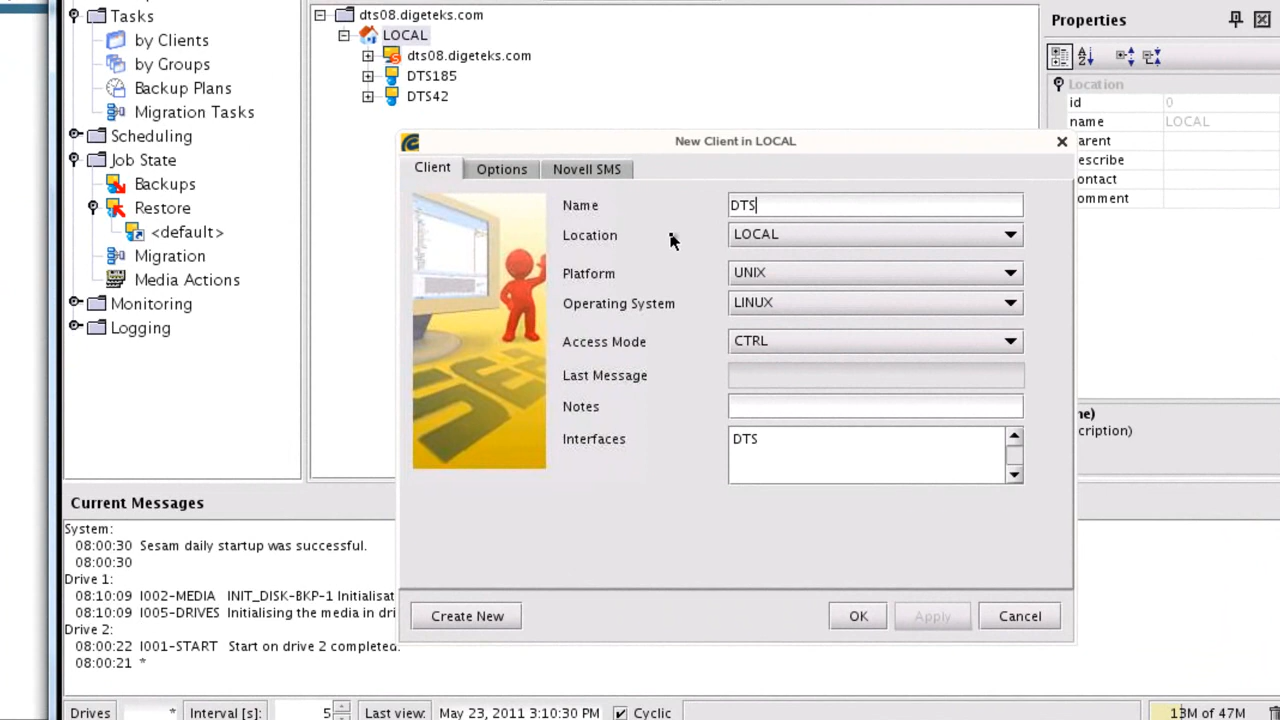 Tasks
by Clients
by Groups
Backup Plans
Migration Tasks
Scheduling
Job State
Backups
Restore
<default>
Migration
Media Actions
Monitoring
Logging
dts08.digeteks.com
LOCAL
dts08.digeteks.com
DTS185
DTS42
Properties
Location
id 0
name LOCAL
arent
escribe
ontact
omment
ne)
cription)
New Client in LOCAL
Client Options Novell SMS
Name DTS
Location LOCAL
Platform UNIX
Operating System LINUX
Access Mode CTRL
Last Message
Notes
Interfaces DTS
Create New OK Apply Cancel
Current Messages
System:
08:00:30 Sesam daily startup was successful.
08:00:30
Drive 1:
08:10:09 I002-MEDIA INIT_DISK-BKP-1 Initialisat
08:10:09 I005-DRIVES Initialising the media in dri
Drive 2:
08:00:22 I001-START Start on drive 2 completed.
08:00:21 *
Drives * Interval [s]: 5 Last view: May 23, 2011 3:10:30 PM Cyclic 13M of 47M